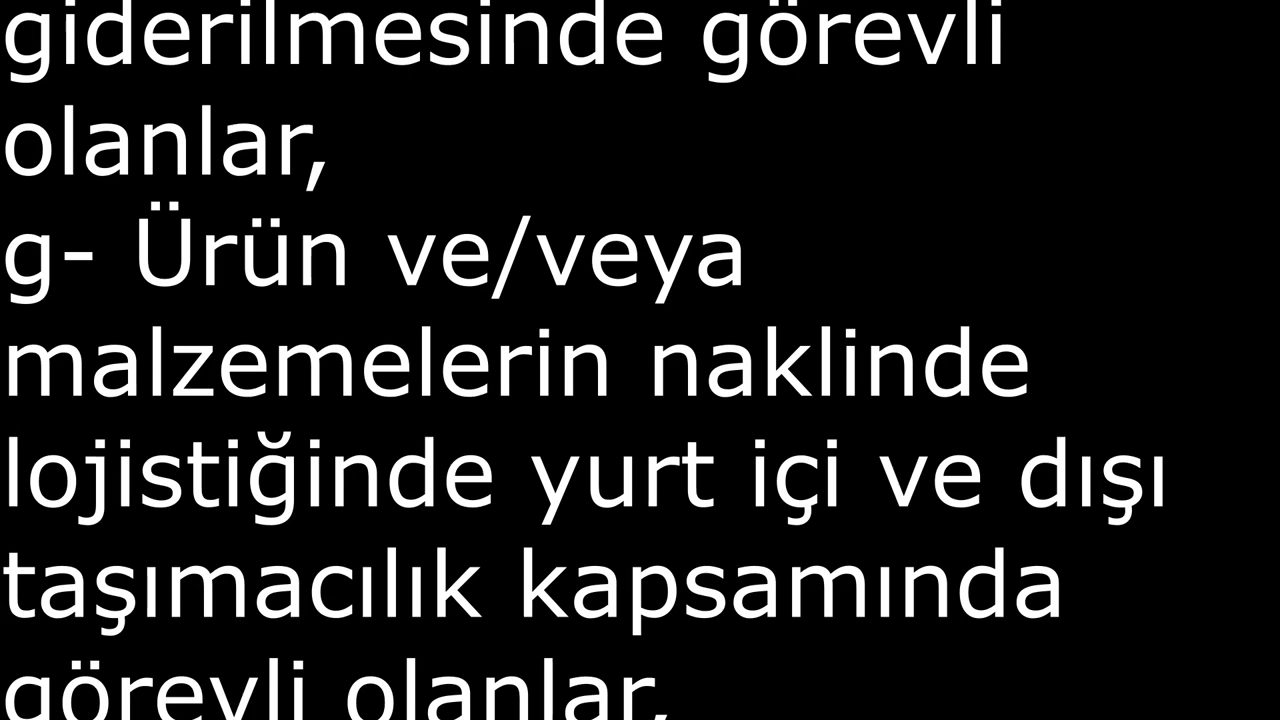 giderilmesinde görevli
olanlar,
g- Ürün ve/veya
malzemelerin naklinde
lojistiğinde yurt içi ve dışı
taşımacılık kapsamında
görevli olanlar,